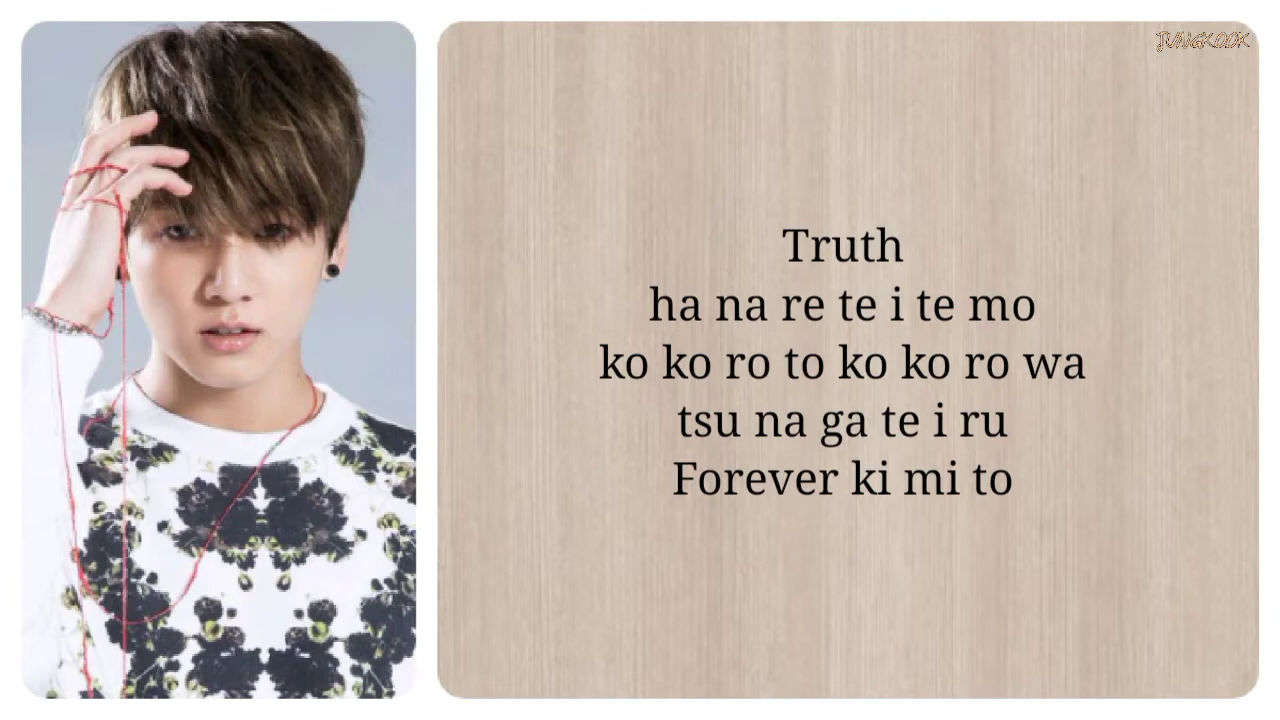 JUNGKOOK
Truth
ha na re te i te mo
ko ko ro to ko ko ro wa
tsu na ga te i ru
Forever ki mi to